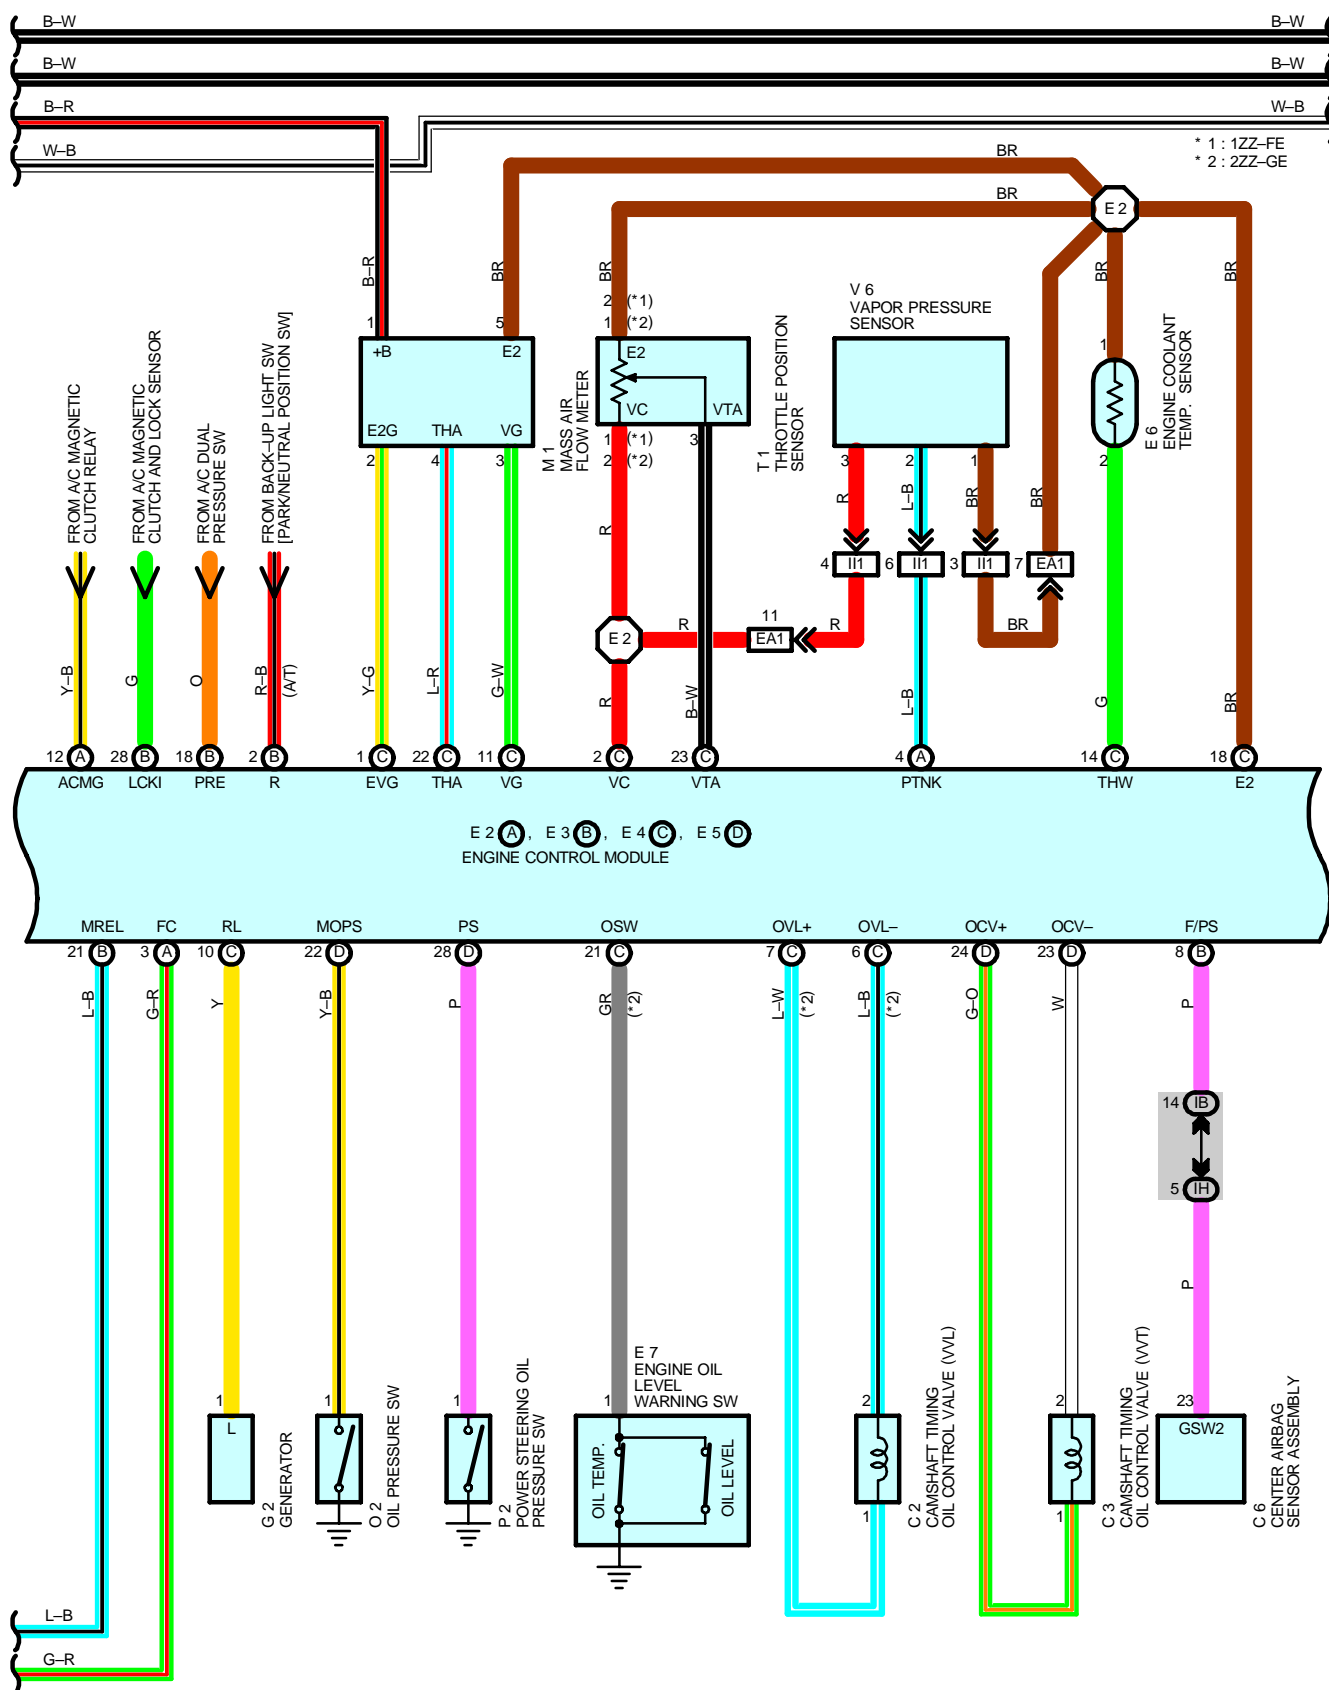 B–W B–W
B–W B–W
B–R W–B
W–B
* 1 : 1ZZ–FE
* 2 : 2ZZ–GE
BR
BR
E 2
B–R
BR
BR
BR
BR
2 (*1)
1 (*2)
1
5
+B
E2
E2G THA VG
2
4
3
M 1
MASS AIR
FLOW METER
E2
VC
VTA
1 (*1)
2 (*2)
3
T 1
THROTTLE POSITION
SENSOR
V 6
VAPOR PRESSURE
SENSOR
3
2
1
1
2
E 6
ENGINE COOLANT
TEMP. SENSOR
FROM A/C MAGNETIC
CLUTCH RELAY
FROM A/C MAGNETIC
CLUTCH AND LOCK SENSOR
FROM A/C DUAL
PRESSURE SW
FROM BACK–UP LIGHT SW
[PARK/NEUTRAL POSITION SW]
R
R
L–B
BR
BR
4 II1
6 II1
3 II1
7 EA1
E 2
R
11
EA1
R
BR
Y–B
G
O
R–B
(A/T)
Y–G
L–R
G–W
R
B–W
L–B
G
BR
12 A
28 B
18 B
2 B
1 C
22 C
11 C
2 C
23 C
4 A
14 C
18 C
ACMG LCKI PRE R EVG THA VG VC VTA PTNK THW E2
E 2 A , E 3 B , E 4 C , E 5 D
ENGINE CONTROL MODULE
MREL FC RL MOPS PS OSW OVL+ OVL– OCV+ OCV– F/PS
21 B
3 A
10 C
22 D
28 D
21 C
7 C
6 C
24 D
23 D
8 B
L–B
G–R
Y
Y–B
P
GR
(*2)
L–W
(*2)
L–B
(*2)
G–O
W
P
14 IB
5 IH
P
1
L
G 2
GENERATOR
1
O 2
OIL PRESSURE SW
1
P 2
POWER STEERING OIL
PRESSURE SW
E 7
ENGINE OIL
LEVEL
WARNING SW
1
OIL TEMP.
OIL LEVEL
2
1
C 2
CAMSHAFT TIMING
OIL CONTROL VALVE (VVL)
2
1
C 3
CAMSHAFT TIMING
OIL CONTROL VALVE (VVT)
23
GSW2
C 6
CENTER AIRBAG
SENSOR ASSEMBLY
L–B
G–R